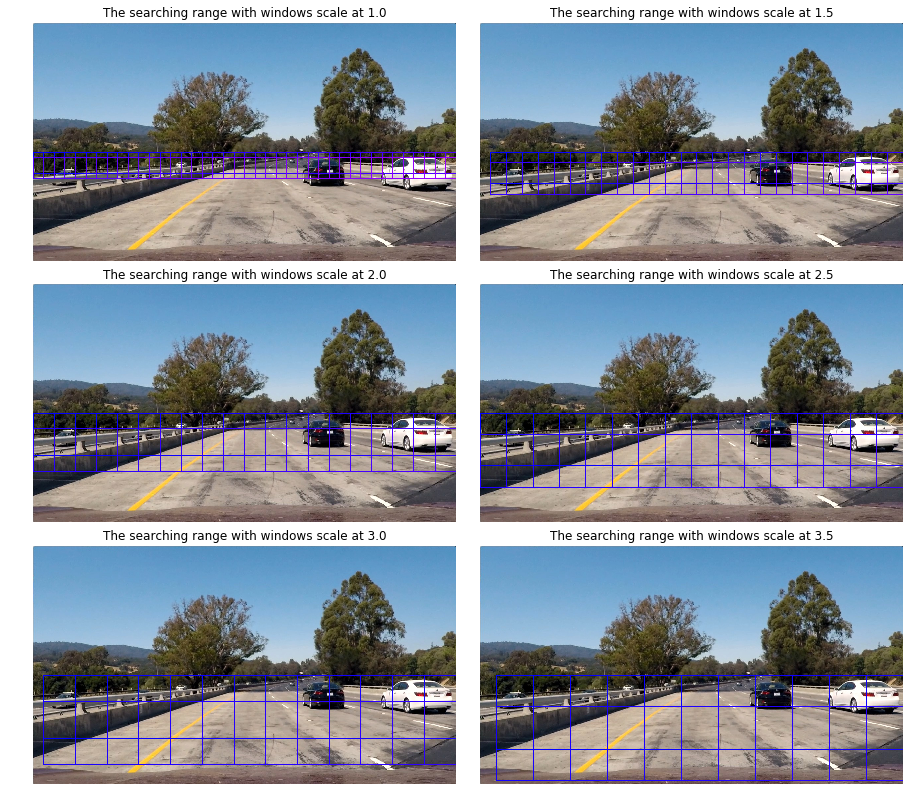 The searching range with windows scale at 1.0
The searching range with windows scale at 1.5
The searching range with windows scale at 2.0
The searching range with windows scale at 2.5
The searching range with windows scale at 3.0
The searching range with windows scale at 3.5